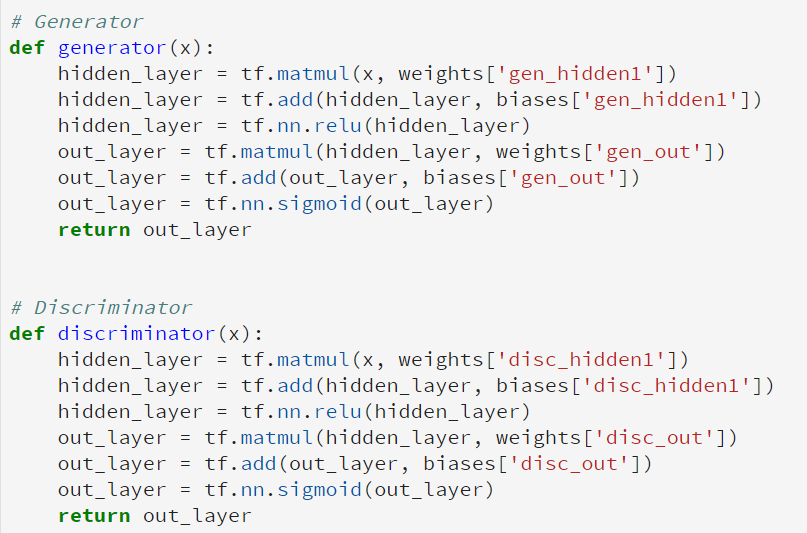 # Generator
def generator(x):
    hidden_layer = tf.matmul(x, weights['gen_hidden1'])
    hidden_layer = tf.add(hidden_layer, biases['gen_hidden1'])
    hidden_layer = tf.nn.relu(hidden_layer)
    out_layer = tf.matmul(hidden_layer, weights['gen_out'])
    out_layer = tf.add(out_layer, biases['gen_out'])
    out_layer = tf.nn.sigmoid(out_layer)
    return out_layer
# Discriminator
def discriminator(x):
    hidden_layer = tf.matmul(x, weights['disc_hidden1'])
    hidden_layer = tf.add(hidden_layer, biases['disc_hidden1'])
    hidden_layer = tf.nn.relu(hidden_layer)
    out_layer = tf.matmul(hidden_layer, weights['disc_out'])
    out_layer = tf.add(out_layer, biases['disc_out'])
    out_layer = tf.nn.sigmoid(out_layer)
    return out_layer